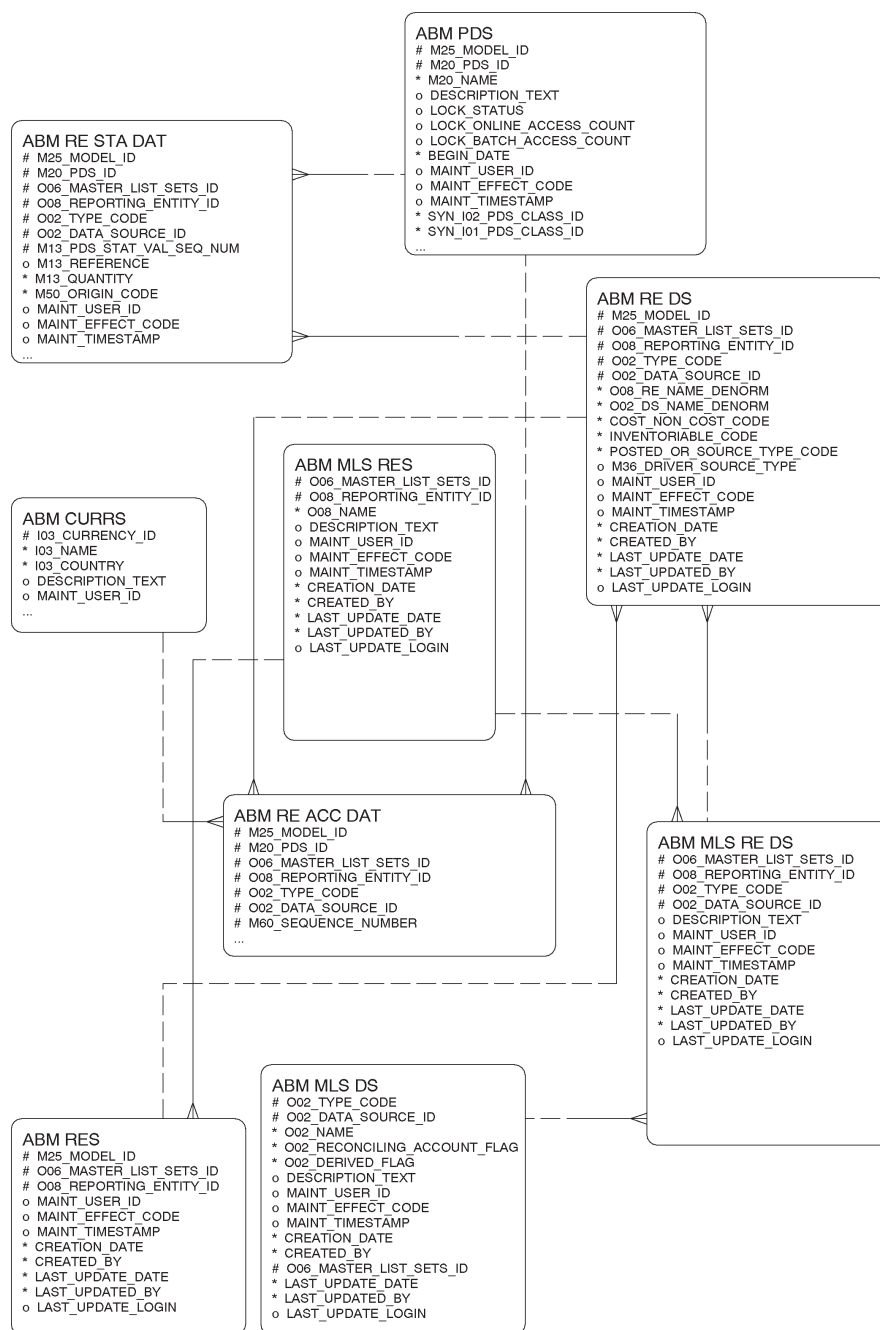 ABM PDS
# M25_MODEL_ID
# M20_PDS_ID
* M20_NAME
o DESCRIPTION_TEXT
o LOCK_STATUS
o LOCK_ONLINE_ACCESS_COUNT
o LOCK_BATCH_ACCESS_COUNT
* BEGIN_DATE
o MAINT_USER_ID
o MAINT_EFFECT_CODE
o MAINT_TIMESTAMP
* SYN_I02_PDS_CLASS_ID
* SYN_I01_PDS_CLASS_ID
...
ABM RE STA DAT
# M25_MODEL_ID
# M20_PDS_ID
# O06_MASTER_LIST_SETS_ID
# O08_REPORTING_ENTITY_ID
# O02_TYPE_CODE
# O02_DATA_SOURCE_ID
# M13_PDS_STAT_VAL_SEQ_NUM
o M13_REFERENCE
* M13_QUANTITY
* M50_ORIGIN_CODE
o MAINT_USER_ID
o MAINT_EFFECT_CODE
o MAINT_TIMESTAMP
...
ABM RE DS
# M25_MODEL_ID
# O06_MASTER_LIST_SETS_ID
# O08_REPORTING_ENTITY_ID
# O02_TYPE_CODE
# O02_DATA_SOURCE_ID
* O08_RE_NAME_DENORM
* O02_DS_NAME_DENORM
* COST_NON_COST_CODE
* INVENTORIABLE_CODE
* POSTED_OR_SOURCE_TYPE_CODE
o M36_DRIVER_SOURCE_TYPE
o MAINT_USER_ID
o MAINT_EFFECT_CODE
o MAINT_TIMESTAMP
* CREATION_DATE
* CREATED_BY
* LAST_UPDATE_DATE
* LAST_UPDATED_BY
o LAST_UPDATE_LOGIN
ABM MLS RES
# O06_MASTER_LIST_SETS_ID
# O08_REPORTING_ENTITY_ID
* O08_NAME
o DESCRIPTION_TEXT
o MAINT_USER_ID
o MAINT_EFFECT_CODE
o MAINT_TIMESTAMP
* CREATION_DATE
* CREATED_BY
* LAST_UPDATE_DATE
* LAST_UPDATED_BY
o LAST_UPDATE_LOGIN
ABM CURRS
# I03_CURRENCY_ID
* I03_NAME
* I03_COUNTRY
o DESCRIPTION_TEXT
o MAINT_USER_ID
...
ABM RE ACC DAT
# M25_MODEL_ID
# M20_PDS_ID
# O06_MASTER_LIST_SETS_ID
# O08_REPORTING_ENTITY_ID
# O02_TYPE_CODE
# O02_DATA_SOURCE_ID
# M60_SEQUENCE_NUMBER
...
ABM MLS RE DS
# O06_MASTER_LIST_SETS_ID
# O08_REPORTING_ENTITY_ID
# O02_TYPE_CODE
# O02_DATA_SOURCE_ID
o DESCRIPTION_TEXT
o MAINT_USER_ID
o MAINT_EFFECT_CODE
o MAINT_TIMESTAMP
* CREATION_DATE
* CREATED_BY
* LAST_UPDATE_DATE
* LAST_UPDATED_BY
o LAST_UPDATE_LOGIN
ABM RES
# M25_MODEL_ID
# O06_MASTER_LIST_SETS_ID
# O08_REPORTING_ENTITY_ID
o MAINT_USER_ID
o MAINT_EFFECT_CODE
o MAINT_TIMESTAMP
* CREATION_DATE
* CREATED_BY
* LAST_UPDATE_DATE
* LAST_UPDATED_BY
o LAST_UPDATE_LOGIN
ABM MLS DS
# O02_TYPE_CODE
# O02_DATA_SOURCE_ID
* O02_NAME
* O02_RECONCILING_ACCOUNT_FLAG
* O02_DERIVED_FLAG
o DESCRIPTION_TEXT
o MAINT_USER_ID
o MAINT_EFFECT_CODE
o MAINT_TIMESTAMP
* CREATION_DATE
* CREATED_BY
# O06_MASTER_LIST_SETS_ID
* LAST_UPDATE_DATE
* LAST_UPDATED_BY
o LAST_UPDATE_LOGIN